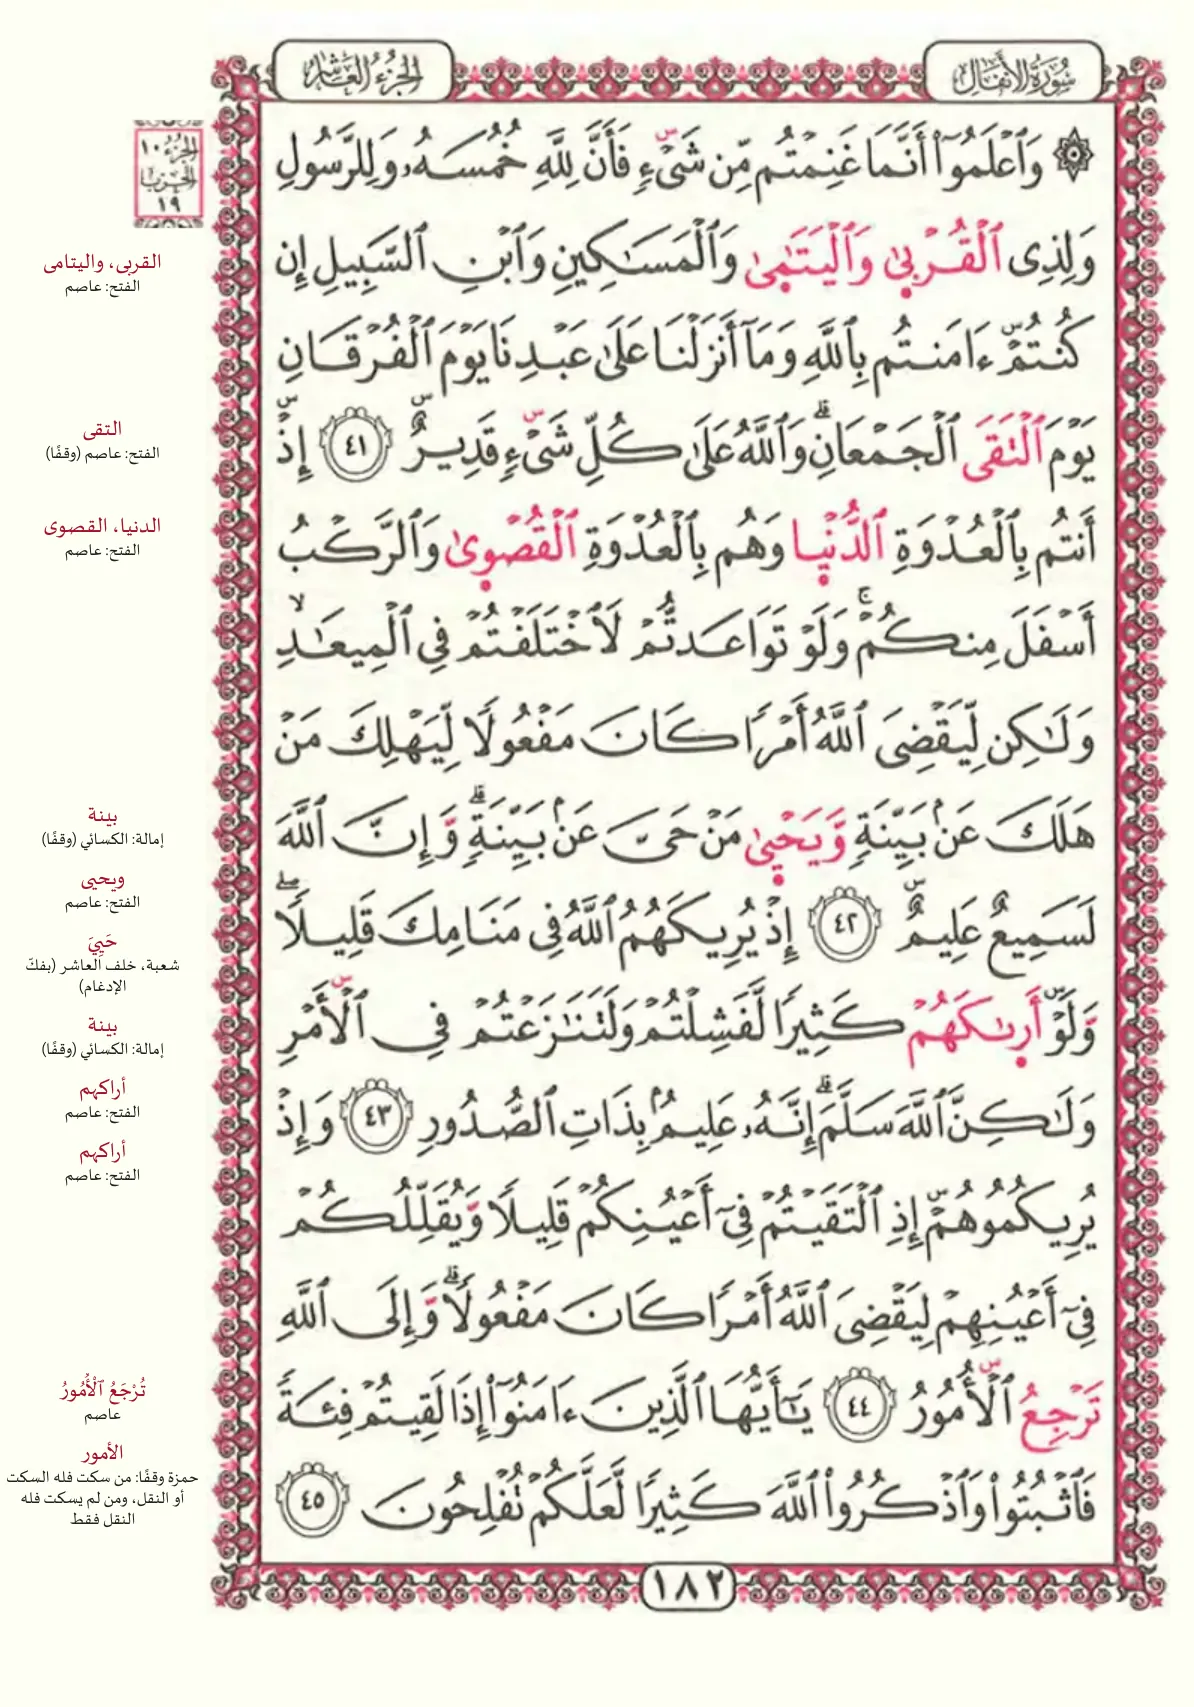 سُورَةُ الأَنفَالِ
الجُزْءُ العَاشِرُ
۞ وَٱعۡلَمُوٓاْ أَنَّمَا غَنِمۡتُم مِّن شَيۡءٖ فَأَنَّ لِلَّهِ خُمُسَهُۥ وَلِلرَّسُولِ
وَلِذِي ٱلۡقُرۡبىٰ وَٱلۡيَتَٰمىٰ وَٱلۡمَسَٰكِينِ وَٱبۡنِ ٱلسَّبِيلِ إِن
كُنتُمۡ ءَامَنتُم بِٱللَّهِ وَمَآ أَنزَلۡنَا عَلَىٰ عَبۡدِنَا يَوۡمَ ٱلۡفُرۡقَانِ
يَوۡمَ ٱلۡتَقَى ٱلۡجَمۡعَانِۗ وَٱللَّهُ عَلَىٰ كُلِّ شَيۡءٖ قَدِيرٌ ٤١ إِذۡ
أَنتُم بِٱلۡعُدۡوَةِ ٱلدُّنۡيا وَهُم بِٱلۡعُدۡوَةِ ٱلۡقُصۡوىٰ وَٱلرَّكۡبُ
أَسۡفَلَ مِنكُمۡۚ وَلَوۡ تَوَاعَدتُّمۡ لَٱخۡتَلَفۡتُمۡ فِي ٱلۡمِيعَٰدِ
وَلَٰكِن لِّيَقۡضِيَ ٱللَّهُ أَمۡرٗا كَانَ مَفۡعُولٗا لِّيَهۡلِكَ مَنۡ
هَلَكَ عَنۢ بَيِّنَةٖ وَيَحۡيىٰ مَنۡ حَيَّ عَنۢ بَيِّنَةٖۗ وَإِنَّ ٱللَّهَ
لَسَمِيعٌ عَلِيمٌ ٤٢ إِذۡ يُرِيكَهُمُ ٱللَّهُ فِي مَنَامِكَ قَلِيلٗاۖ
وَلَوۡ أَرىٰكَهُمۡ كَثِيرٗا لَّفَشِلۡتُمۡ وَلَتَنَٰزَعۡتُمۡ فِي ٱلۡأَمۡرِ
وَلَٰكِنَّ ٱللَّهَ سَلَّمَۗ إِنَّهُۥ عَلِيمُۢ بِذَاتِ ٱلصُّدُورِ ٤٣ وَإِذۡ
يُرِيكُمُوهُمۡ إِذِ ٱلۡتَقَيۡتُمۡ فِيٓ أَعۡيُنِكُمۡ قَلِيلٗا وَيُقَلِّلُكُمۡ
فِيٓ أَعۡيُنِهِمۡ لِيَقۡضِيَ ٱللَّهُ أَمۡرٗا كَانَ مَفۡعُولٗاۗ وَإِلَى ٱللَّهِ
تَرۡجِعُ ٱلۡأُمُورُ ٤٤ يَٰٓأَيُّهَا ٱلَّذِينَ ءَامَنُوٓاْ إِذَا لَقِيتُمۡ فِئَةٗ
فَٱثۡبُتُواْ وَٱذۡكُرُواْ ٱللَّهَ كَثِيرٗا لَّعَلَّكُمۡ تُفۡلِحُونَ ٤٥
١٨٢
الجزء ١٠
الحزب
١٩
القربى، واليتامى
الفتح: عاصم
التقى
الفتح: عاصم (وقفًا)
الدنيا، القصوى
الفتح: عاصم
بينة
إمالة: الكسائي (وقفًا)
ويحيى
الفتح: عاصم
حَيِيَ
شعبة، خلف العاشر (بفكّ
الإدغام)
بينة
إمالة: الكسائي (وقفًا)
أراكهم
الفتح: عاصم
أراكهم
الفتح: عاصم
تُرْجَعُ ٱلْأُمُورُ
عاصم
الأمور
حمزة وقفًا: من سكت فله السكت
أو النقل، ومن لم يسكت فله
النقل فقط